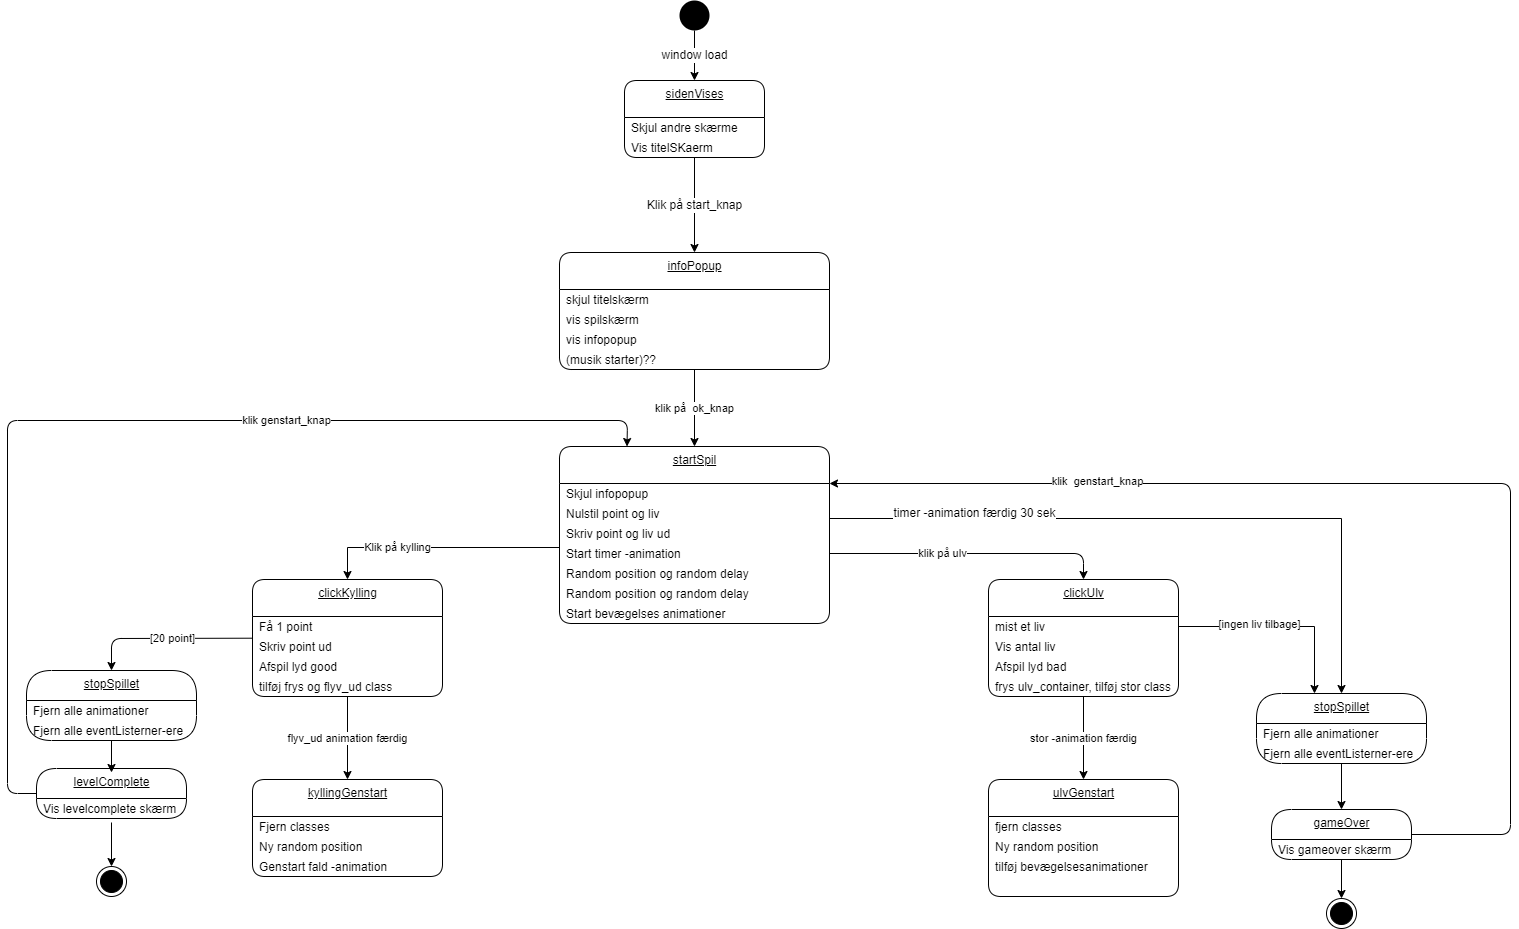 window load
sidenVises
Skjul andre skærme
Vis titelSKaerm
Klik på start_knap
infoPopup
skjul titelskærm
vis spilskærm
vis infopopup
(musik starter)??
klik på  ok_knap
klik genstart_knap
startSpil
Skjul infopopup
Nulstil point og liv
Skriv point og liv ud
Start timer -animation
Random position og random delay
Random position og random delay
Start bevægelses animationer
klik  genstart_knap
timer -animation færdig 30 sek
Klik på kylling
klik på ulv
clickKylling
Få 1 point
Skriv point ud
Afspil lyd good
tilføj frys og flyv_ud class
[20 point]
stopSpillet
Fjern alle animationer
Fjern alle eventListerner-ere
levelComplete
Vis levelcomplete skærm
flyv_ud animation færdig
kyllingGenstart
Fjern classes
Ny random position
Genstart fald -animation
clickUlv
mist et liv
Vis antal liv
Afspil lyd bad
frys ulv_container, tilføj stor class
[ingen liv tilbage]
stor -animation færdig
ulvGenstart
fjern classes
Ny random position
tilføj bevægelsesanimationer
stopSpillet
Fjern alle animationer
Fjern alle eventListerner-ere
gameOver
Vis gameover skærm